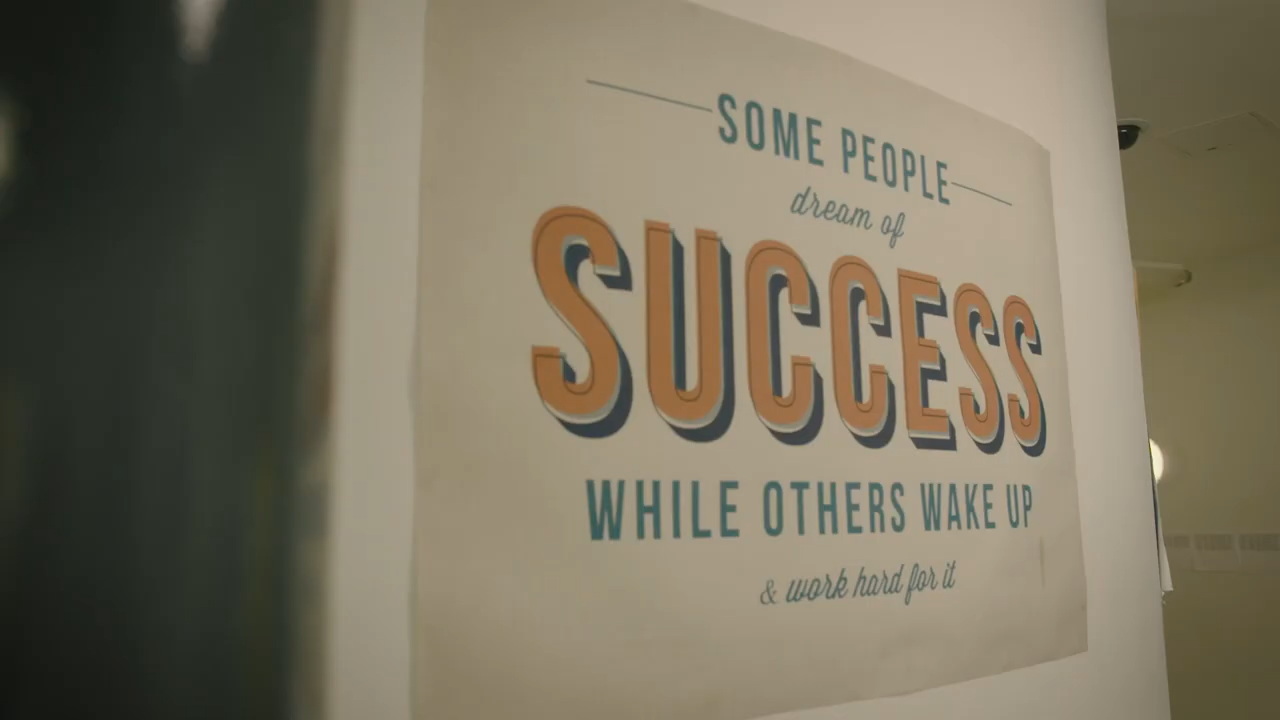 SOME PEOPLE
dream of
SUCCESS
WHILE OTHERS WAKE UP
& work hard for it